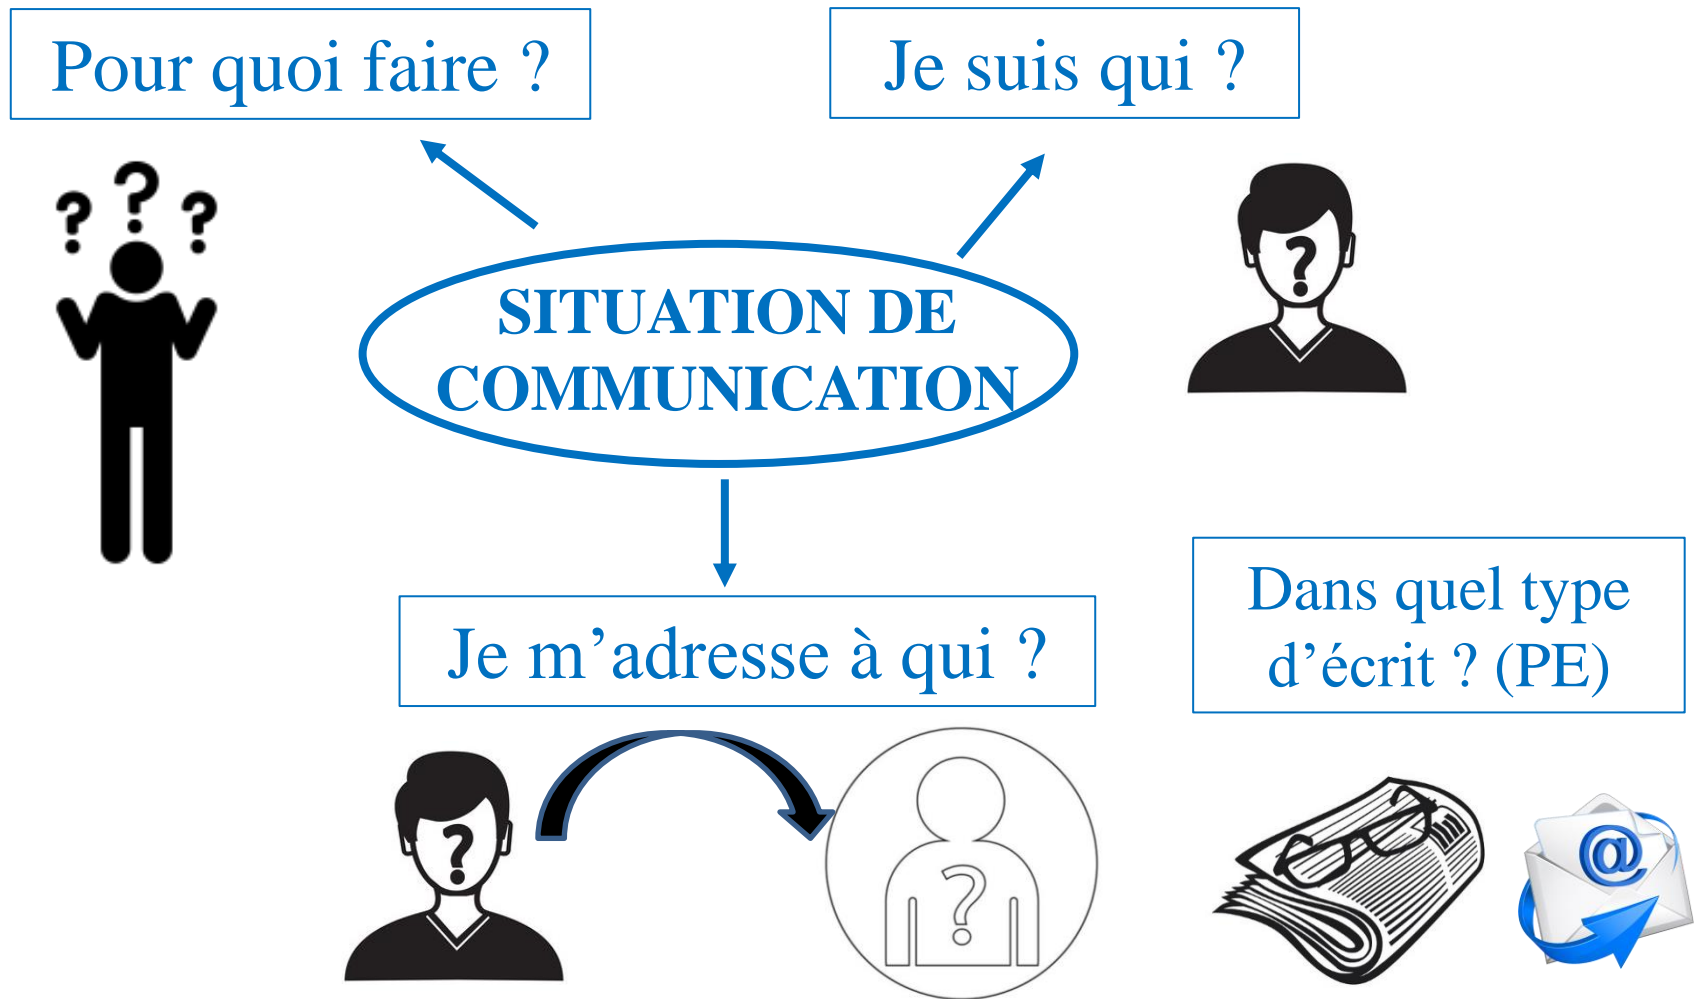 Pour quoi faire ?
Je suis qui ?
? ? ?
?
SITUATION DE
COMMUNICATION
Je m’adresse à qui ?
Dans quel type
d’écrit ? (PE)
?
?
@